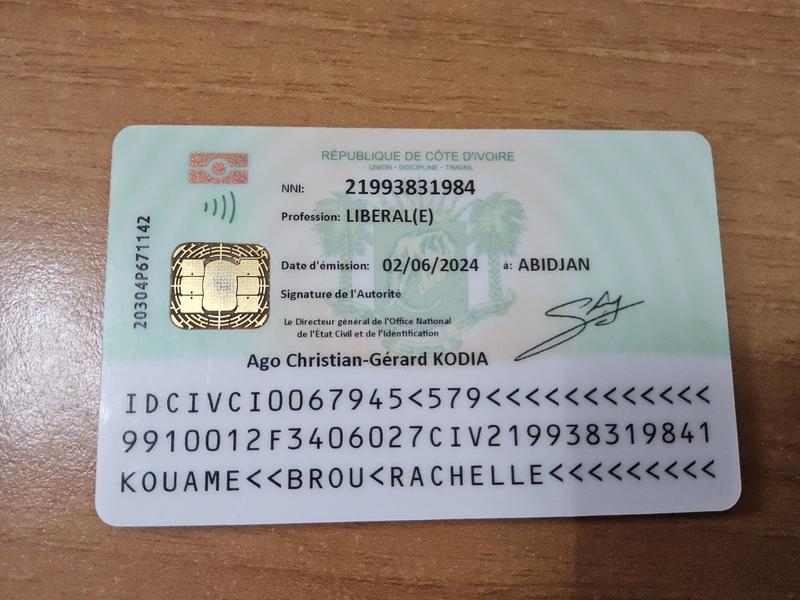 RÉPUBLIQUE DE CÔTE D'IVOIRE
UNION - DISCIPLINE - TRAVAIL
NNI: 21993831984
Profession: LIBERAL(E)
20304P671142
Date d'émission: 02/06/2024 à: ABIDJAN
Signature de l'Autorité
Le Directeur général de l'Office National
de l'État Civil et de l'Identification
Ago Christian-Gérard KODIA
IDCIVCI0067945<579<<<<<<<<<<<<
9910012F3406027CIV219938319841
KOUAME<<BROU<RACHELLE<<<<<<<<<